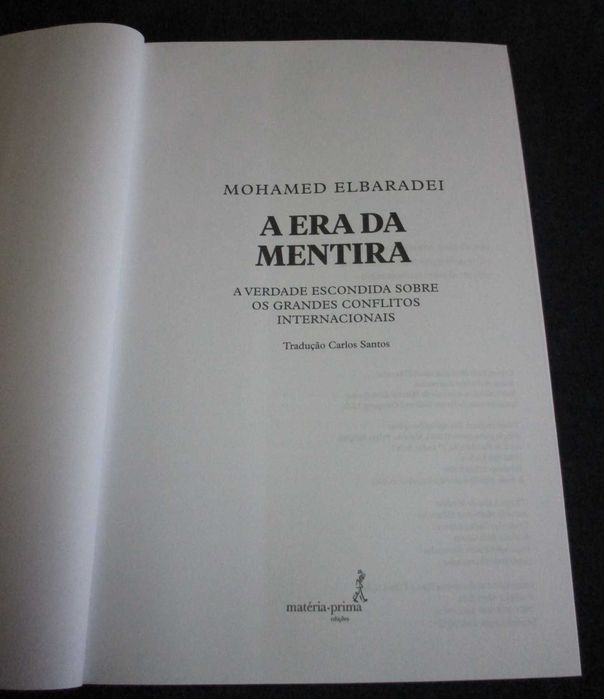 MOHAMED ELBARADEI
A ERA DA
MENTIRA
A VERDADE ESCONDIDA SOBRE
OS GRANDES CONFLITOS
INTERNACIONAIS
Tradução Carlos Santos
matéria-prima
edições